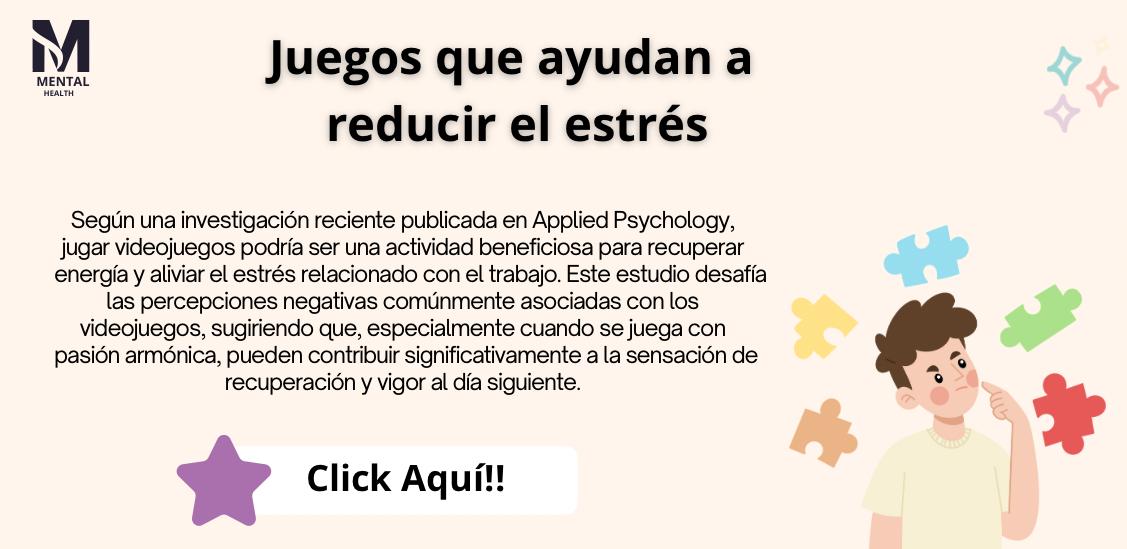 MENTAL
HEALTH
Juegos que ayudan a
reducir el estrés
Según una investigación reciente publicada en Applied Psychology,
jugar videojuegos podría ser una actividad beneficiosa para recuperar
energía y aliviar el estrés relacionado con el trabajo. Este estudio desafía
las percepciones negativas comúnmente asociadas con los
videojuegos, sugiriendo que, especialmente cuando se juega con
pasión armónica, pueden contribuir significativamente a la sensación de
recuperación y vigor al día siguiente.
Click Aquí!!